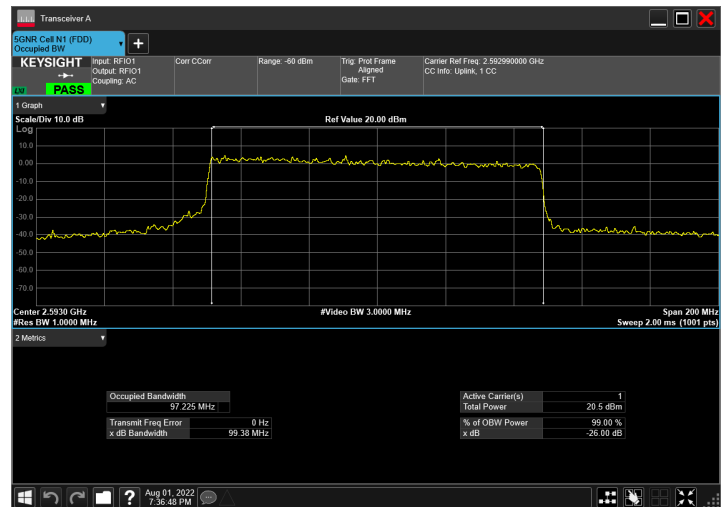 Transceiver A
5GNR Cell N1 (FDD)
Occupied BW
KEYSIGHT
LXI
PASS
Input: RFIO1
Output: RFIO1
Coupling: AC
Corr CCorr
Range: -60 dBm
Trig: Prot Frame
Aligned
Gate: FFT
Carrier Ref Freq: 2.592990000 GHz
CC Info: Uplink, 1 CC
1 Graph
Scale/Div 10.0 dB
Ref Value 20.00 dBm
Log
10.0
0.00
-10.0
-20.0
-30.0
-40.0
-50.0
-60.0
-70.0
Center 2.5930 GHz
#Video BW 3.0000 MHz
Span 200 MHz
#Res BW 1.0000 MHz
Sweep 2.00 ms (1001 pts)
2 Metrics
Occupied Bandwidth
97.225 MHz
Transmit Freq Error 0 Hz
x dB Bandwidth 99.38 MHz
Active Carrier(s) 1
Total Power 20.5 dBm
% of OBW Power 99.00 %
x dB -26.00 dB
?
Aug 01, 2022
7:36:48 PM